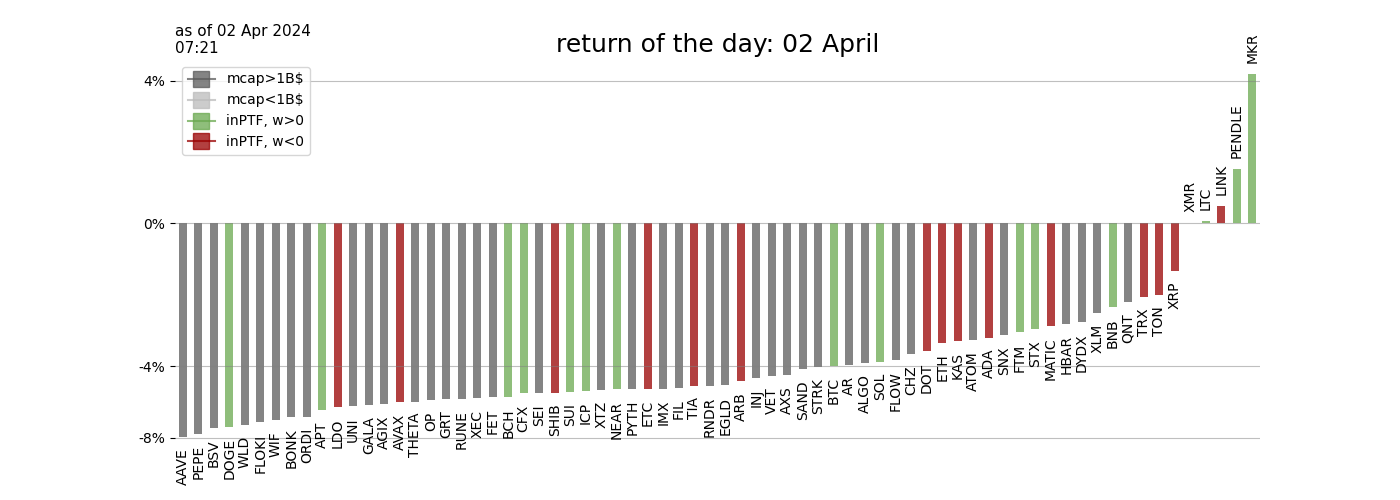 as of 02 Apr 2024
07:21
return of the day: 02 April
mcap>1B$
mcap<1B$
inPTF, w>0
inPTF, w<0
4%
0%
-4%
-8%
AAVE
PEPE
BSV
DOGE
WLD
FLOKI
WIF
BONK
ORDI
APT
LDO
UNI
GALA
AGIX
AVAX
THETA
OP
GRT
RUNE
XEC
FET
BCH
CFX
SEI
SHIB
SUI
ICP
XTZ
NEAR
PYTH
ETC
IMX
FIL
TIA
RNDR
EGLD
ARB
INJ
VET
AXS
SAND
STRK
BTC
AR
ALGO
SOL
FLOW
CHZ
DOT
ETH
KAS
ATOM
ADA
SNX
FTM
STX
MATIC
HBAR
DYDX
XLM
BNB
QNT
TRX
TON
XRP
XMR
LTC
LINK
PENDLE
MKR